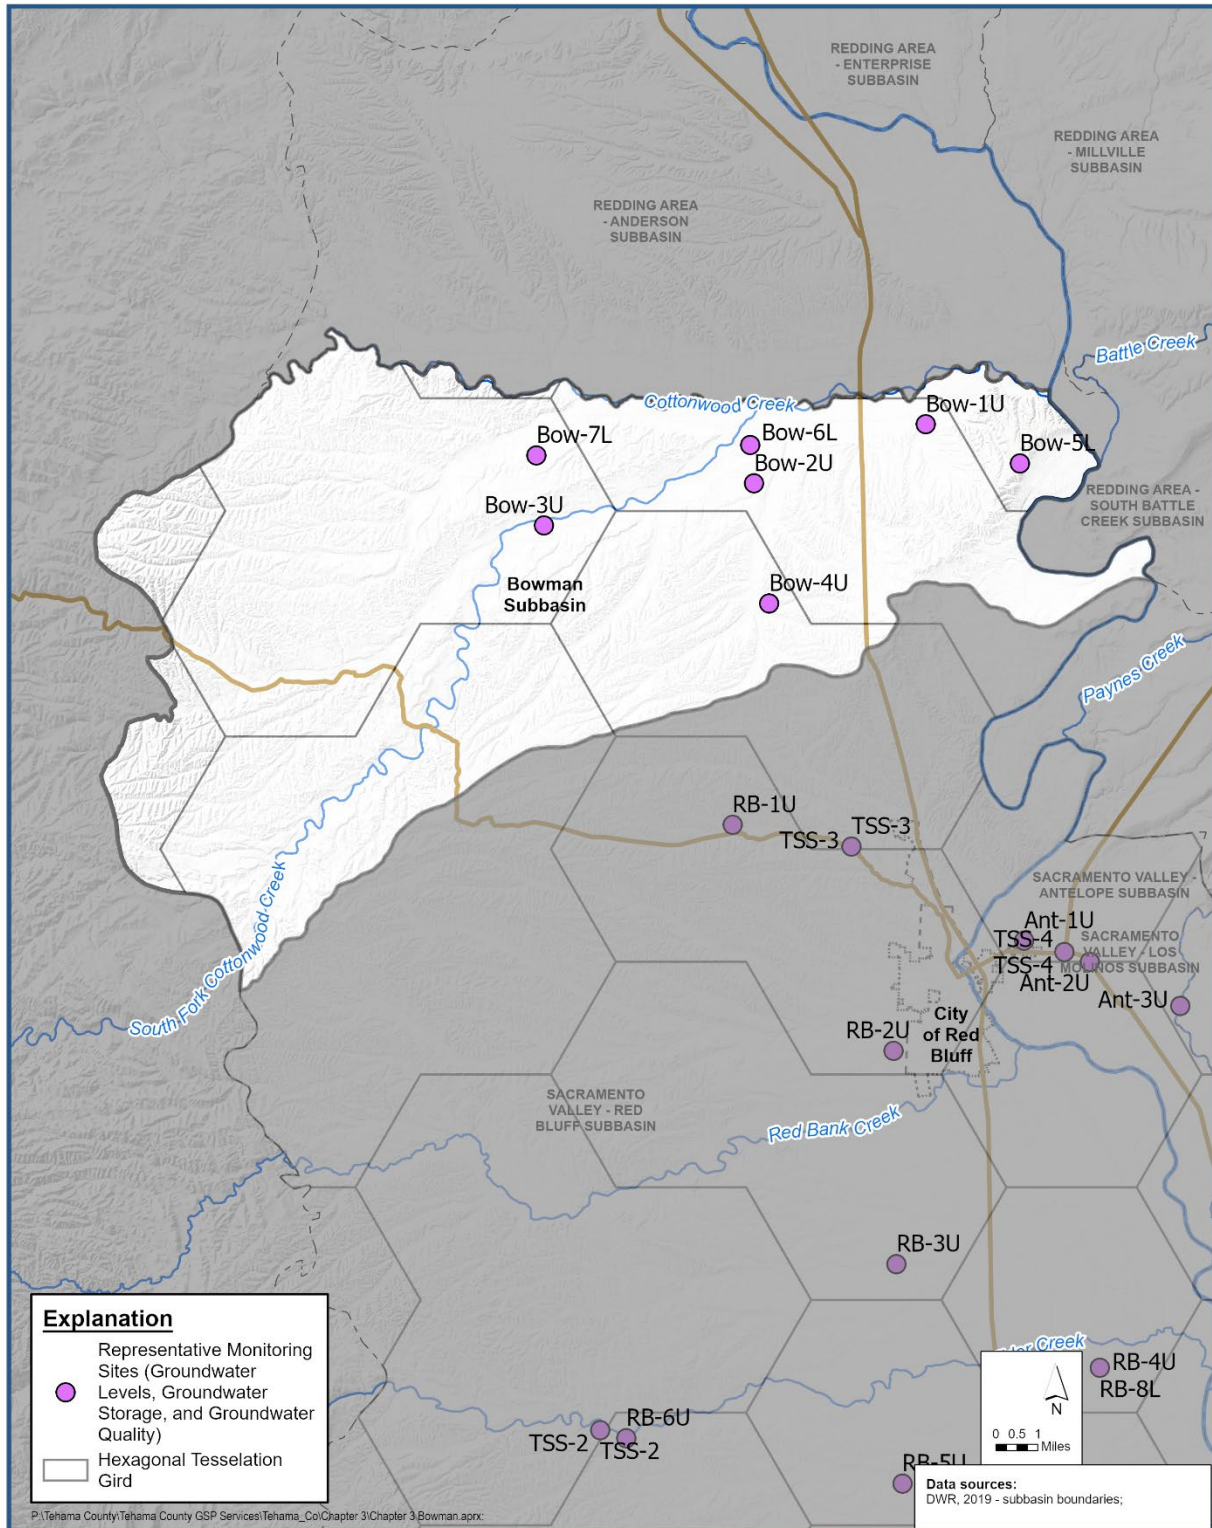 REDDING AREA
- ENTERPRISE
SUBBASIN
REDDING AREA
- MILLVILLE
SUBBASIN
REDDING AREA
- ANDERSON
SUBBASIN
Battle Creek
Cottonwood Creek
Bow-1U
Bow-7L
Bow-6L
Bow-5L
Bow-2U
REDDING AREA -
SOUTH BATTLE
CREEK SUBBASIN
Bow-3U
Bowman
Subbasin
Bow-4U
Paynes Creek
RB-1U
TSS-3
TSS-3
SACRAMENTO VALLEY -
ANTELOPE SUBBASIN
South Fork Cottonwood Creek
Ant-1U
TSS-4
SACRAMENTO
VALLEY - LOS
MOLINOS SUBBASIN
TSS-4
Ant-2U
Ant-3U
City
of Red
Bluff
RB-2U
SACRAMENTO
VALLEY - RED
BLUFF SUBBASIN
Red Bank Creek
RB-3U
Creek
RB-4U
RB-8L
RB-6U
TSS-2
TSS-2
RB-5U
Explanation
Representative Monitoring
Sites (Groundwater
Levels, Groundwater
Storage, and Groundwater
Quality)
Hexagonal Tesselation
Gird
N
0 0.5 1
Miles
Data sources:
DWR, 2019 - subbasin boundaries;
P:\Tehama County\Tehama County GSP Services\Tehama_Co\Chapter 3\Chapter 3 Bowman.aprx: